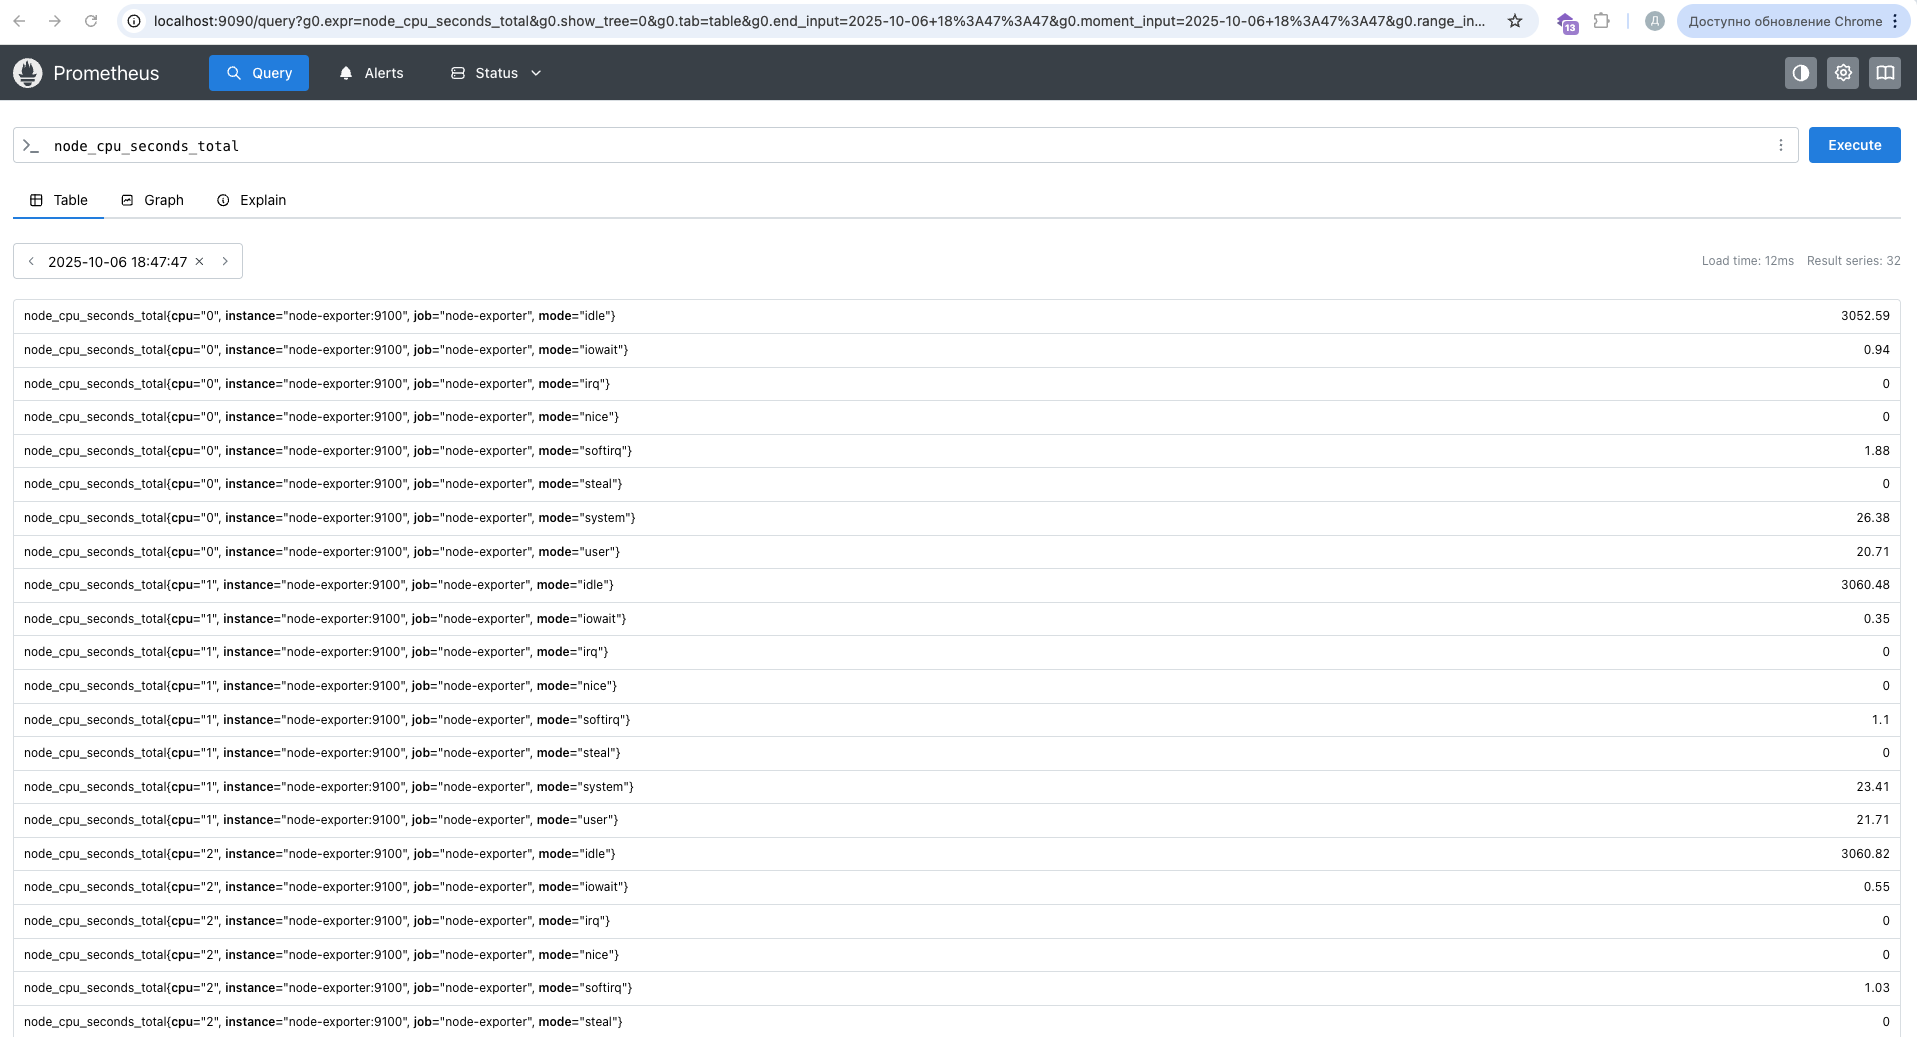 localhost:9090/query?g0.expr=node_cpu_seconds_total&g0.show_tree=0&g0.tab=table&g0.end_input=2025-10-06+18%3A47%3A47&g0.moment_input=2025-10-06+18%3A47%3A47&g0.range_in... 13 Д Доступно обновление Chrome
Prometheus Query Alerts Status
>_ node_cpu_seconds_total Execute
Table Graph Explain
2025-10-06 18:47:47 Load time: 12ms Result series: 32
node_cpu_seconds_total{cpu="0", instance="node-exporter:9100", job="node-exporter", mode="idle"} 3052.59
node_cpu_seconds_total{cpu="0", instance="node-exporter:9100", job="node-exporter", mode="iowait"} 0.94
node_cpu_seconds_total{cpu="0", instance="node-exporter:9100", job="node-exporter", mode="irq"} 0
node_cpu_seconds_total{cpu="0", instance="node-exporter:9100", job="node-exporter", mode="nice"} 0
node_cpu_seconds_total{cpu="0", instance="node-exporter:9100", job="node-exporter", mode="softirq"} 1.88
node_cpu_seconds_total{cpu="0", instance="node-exporter:9100", job="node-exporter", mode="steal"} 0
node_cpu_seconds_total{cpu="0", instance="node-exporter:9100", job="node-exporter", mode="system"} 26.38
node_cpu_seconds_total{cpu="0", instance="node-exporter:9100", job="node-exporter", mode="user"} 20.71
node_cpu_seconds_total{cpu="1", instance="node-exporter:9100", job="node-exporter", mode="idle"} 3060.48
node_cpu_seconds_total{cpu="1", instance="node-exporter:9100", job="node-exporter", mode="iowait"} 0.35
node_cpu_seconds_total{cpu="1", instance="node-exporter:9100", job="node-exporter", mode="irq"} 0
node_cpu_seconds_total{cpu="1", instance="node-exporter:9100", job="node-exporter", mode="nice"} 0
node_cpu_seconds_total{cpu="1", instance="node-exporter:9100", job="node-exporter", mode="softirq"} 1.1
node_cpu_seconds_total{cpu="1", instance="node-exporter:9100", job="node-exporter", mode="steal"} 0
node_cpu_seconds_total{cpu="1", instance="node-exporter:9100", job="node-exporter", mode="system"} 23.41
node_cpu_seconds_total{cpu="1", instance="node-exporter:9100", job="node-exporter", mode="user"} 21.71
node_cpu_seconds_total{cpu="2", instance="node-exporter:9100", job="node-exporter", mode="idle"} 3060.82
node_cpu_seconds_total{cpu="2", instance="node-exporter:9100", job="node-exporter", mode="iowait"} 0.55
node_cpu_seconds_total{cpu="2", instance="node-exporter:9100", job="node-exporter", mode="irq"} 0
node_cpu_seconds_total{cpu="2", instance="node-exporter:9100", job="node-exporter", mode="nice"} 0
node_cpu_seconds_total{cpu="2", instance="node-exporter:9100", job="node-exporter", mode="softirq"} 1.03
node_cpu_seconds_total{cpu="2", instance="node-exporter:9100", job="node-exporter", mode="steal"} 0